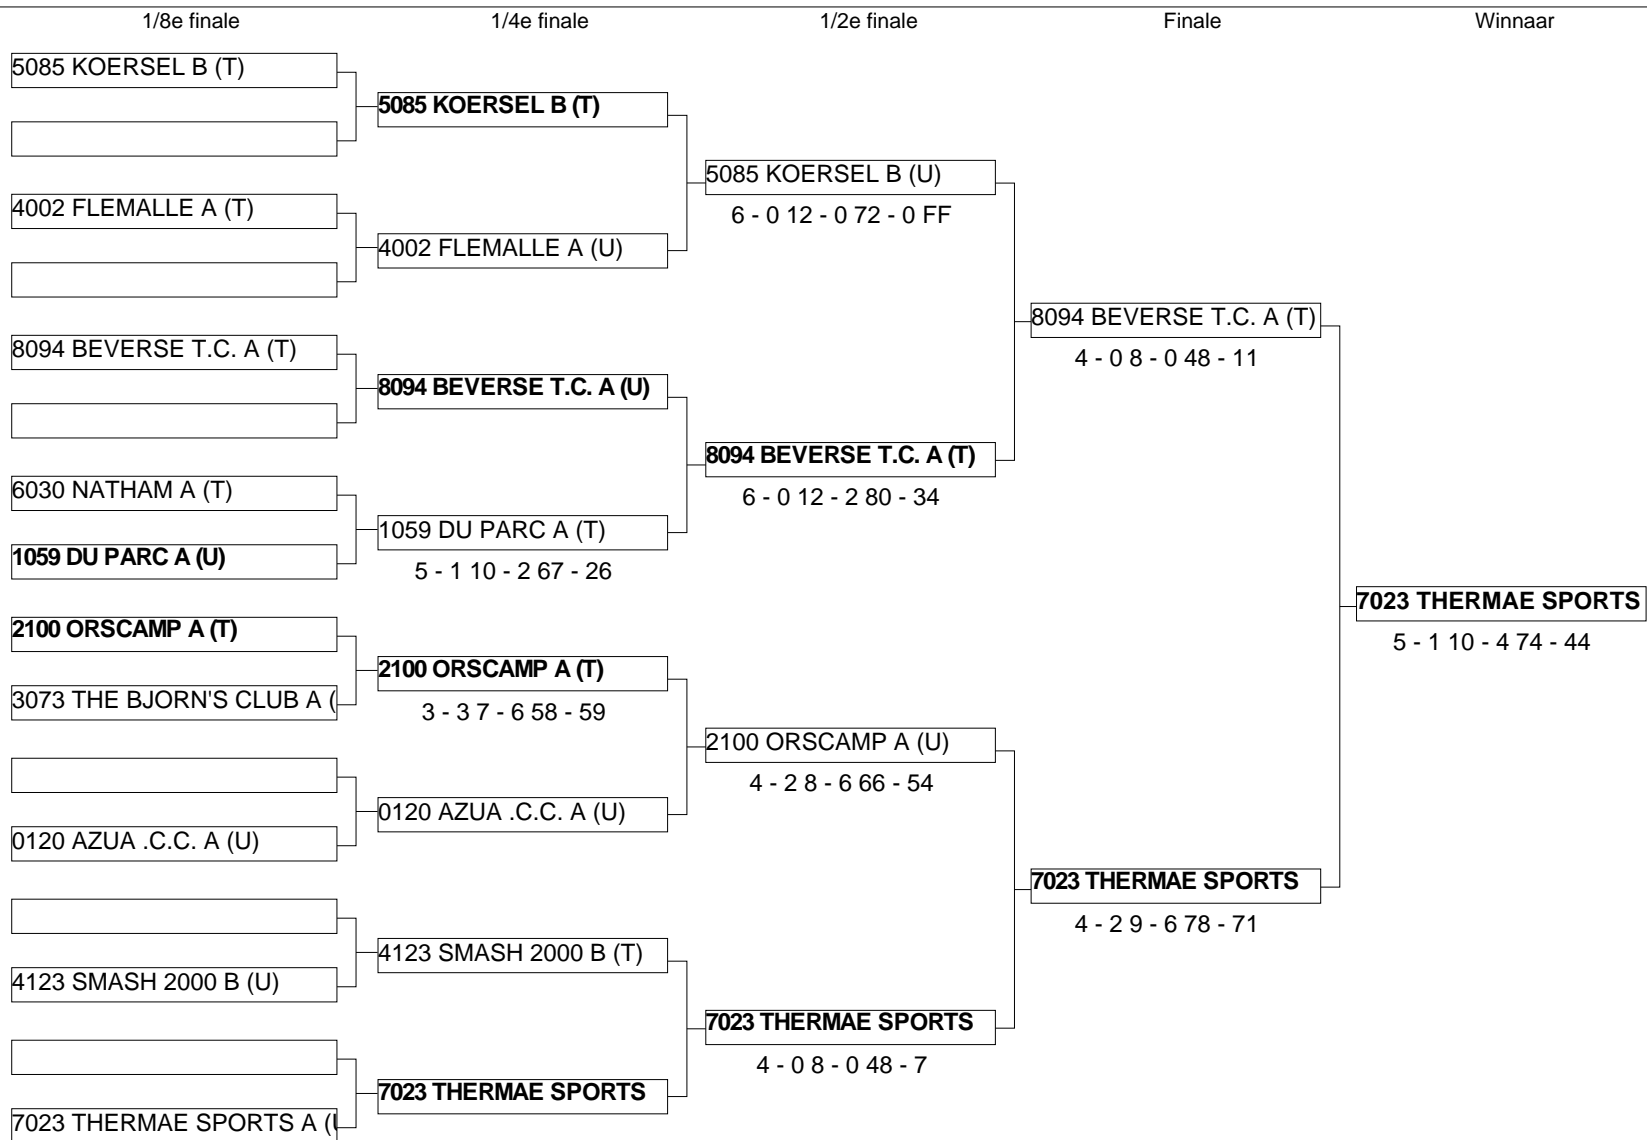 1/8e finale
1/4e finale
1/2e finale
Finale
Winnaar
5085 KOERSEL B (T)
4002 FLEMALLE A (T)
8094 BEVERSE T.C. A (T)
6030 NATHAM A (T)
1059 DU PARC A (U)
2100 ORSCAMP A (T)
3073 THE BJORN'S CLUB A (
0120 AZUA .C.C. A (U)
4123 SMASH 2000 B (U)
7023 THERMAE SPORTS A (
5085 KOERSEL B (T)
4002 FLEMALLE A (U)
8094 BEVERSE T.C. A (U)
1059 DU PARC A (T)
5 - 1 10 - 2 67 - 26
2100 ORSCAMP A (T)
3 - 3 7 - 6 58 - 59
0120 AZUA .C.C. A (U)
4123 SMASH 2000 B (T)
7023 THERMAE SPORTS
5085 KOERSEL B (U)
6 - 0 12 - 0 72 - 0 FF
8094 BEVERSE T.C. A (T)
6 - 0 12 - 2 80 - 34
2100 ORSCAMP A (U)
4 - 2 8 - 6 66 - 54
7023 THERMAE SPORTS
4 - 0 8 - 0 48 - 7
8094 BEVERSE T.C. A (T)
4 - 0 8 - 0 48 - 11
7023 THERMAE SPORTS
4 - 2 9 - 6 78 - 71
7023 THERMAE SPORTS
5 - 1 10 - 4 74 - 44